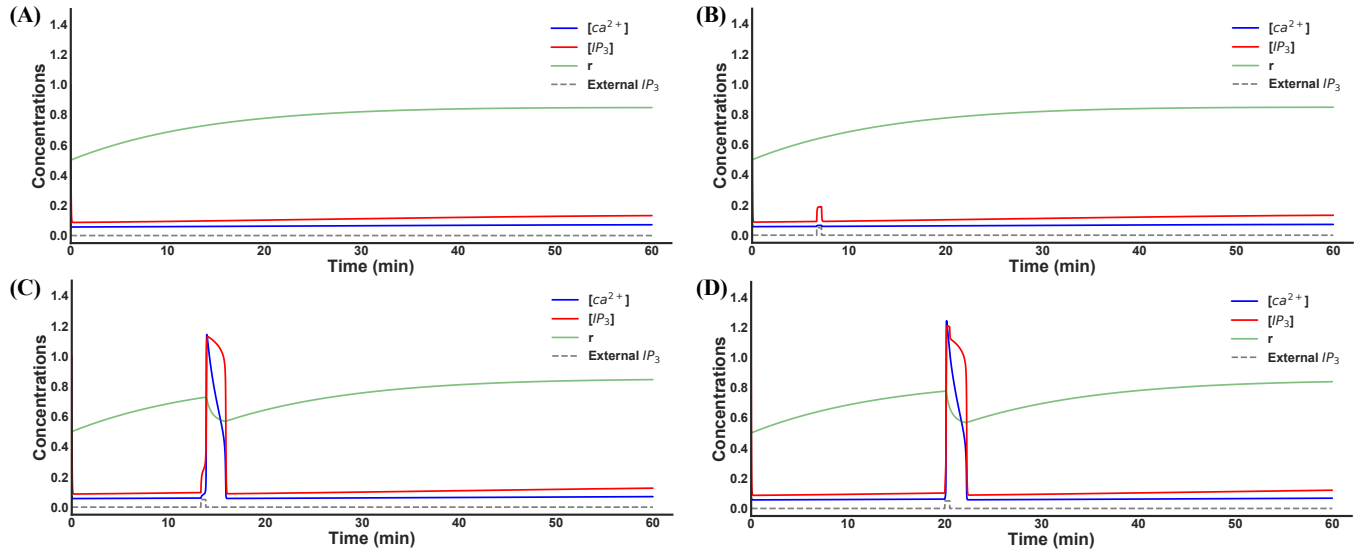 (A)
1.4
1.2
1.0
0.8
0.6
0.4
0.2
0.0
Concentrations
[ca²⁺]
[IP₃]
r
External IP₃
0 10 20 30 40 50 60
Time (min)
(B)
1.4
1.2
1.0
0.8
0.6
0.4
0.2
0.0
Concentrations
[ca²⁺]
[IP₃]
r
External IP₃
0 10 20 30 40 50 60
Time (min)
(C)
1.4
1.2
1.0
0.8
0.6
0.4
0.2
0.0
Concentrations
[ca²⁺]
[IP₃]
r
External IP₃
0 10 20 30 40 50 60
Time (min)
(D)
1.4
1.2
1.0
0.8
0.6
0.4
0.2
0.0
Concentrations
[ca²⁺]
[IP₃]
r
External IP₃
0 10 20 30 40 50 60
Time (min)